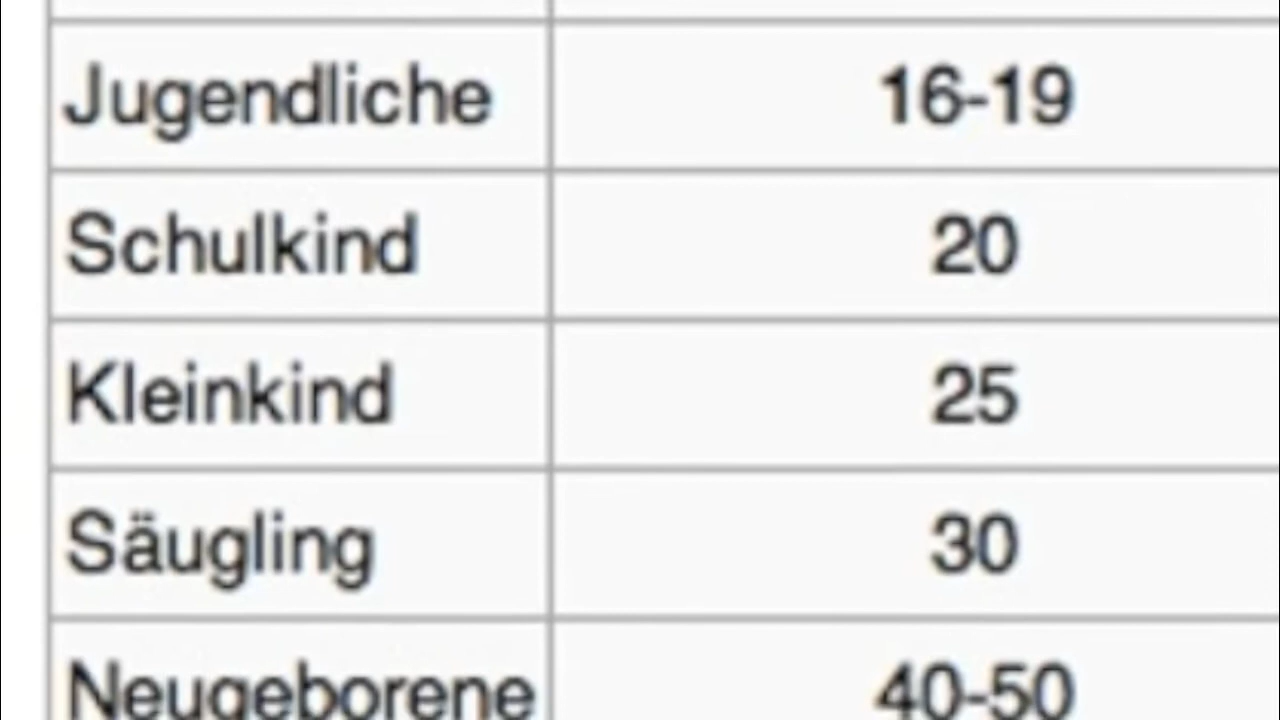 Jugendliche 16-19
Schulkind 20
Kleinkind 25
Säugling 30
Neugeborene 40-50